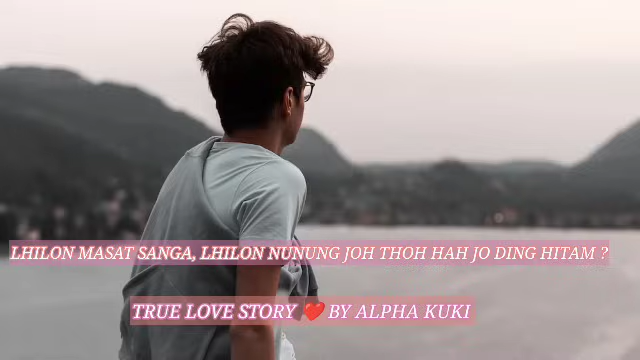 LHILON MASAT SANGA, LHILON NUNUNG JOH THOH HAH JO DING HITAM ?
TRUE LOVE STORY ❤️ BY ALPHA KUKI